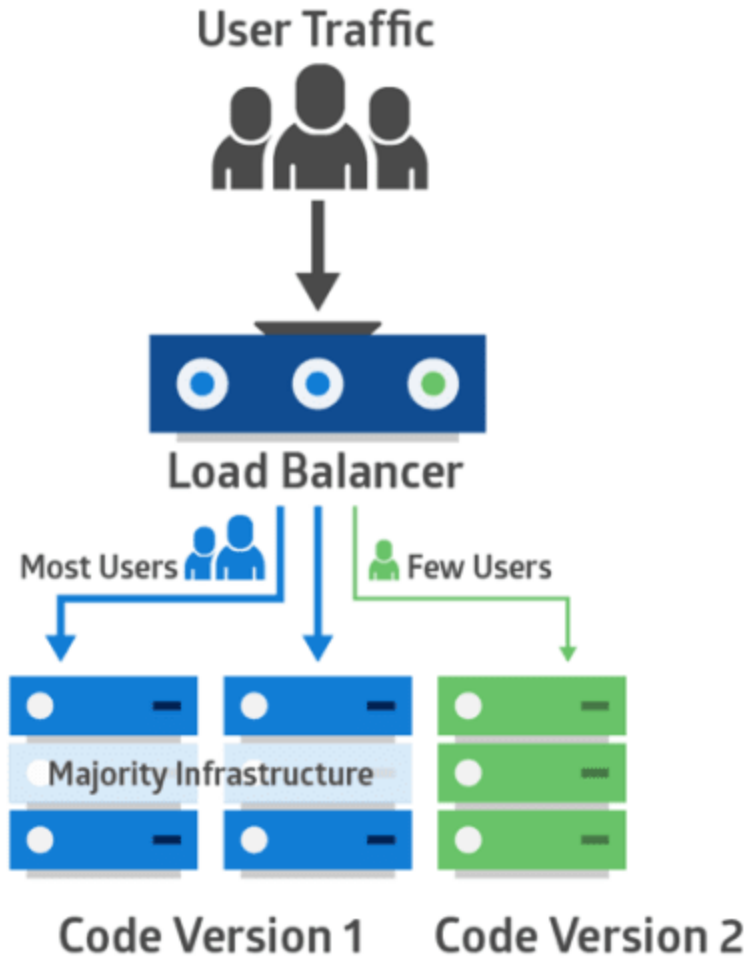 User Traffic
Load Balancer
Most Users
Few Users
Majority Infrastructure
Code Version 1
Code Version 2